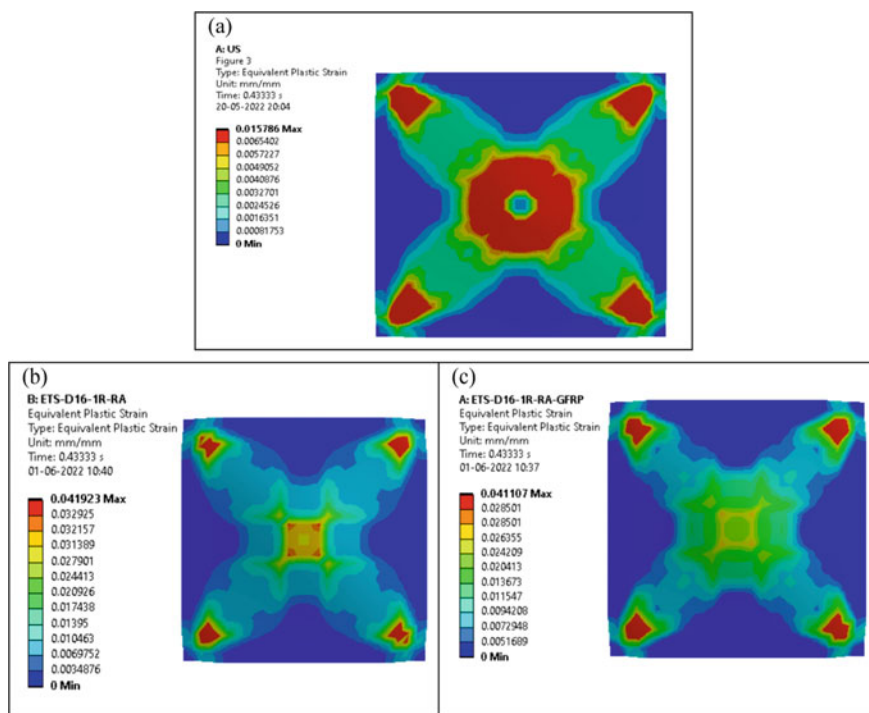 (a)
A: US
Figure 3
Type: Equivalent Plastic Strain
Unit: mm/mm
Time: 0.43333 s
20-05-2022 20:04
0.015786 Max
0.0065402
0.0057227
0.0049052
0.0040876
0.0032701
0.0024526
0.0016351
0.00081753
0 Min
(b)
B: ETS-D16-1R-RA
Equivalent Plastic Strain
Type: Equivalent Plastic Strain
Unit: mm/mm
Time: 0.43333 s
01-06-2022 10:40
0.041923 Max
0.032925
0.032157
0.031389
0.027901
0.024413
0.020926
0.017438
0.01395
0.010463
0.0069752
0.0034876
0 Min
(c)
A: ETS-D16-1R-RA-GFRP
Equivalent Plastic Strain
Type: Equivalent Plastic Strain
Unit: mm/mm
Time: 0.43333 s
01-06-2022 10:37
0.041107 Max
0.028501
0.028501
0.026355
0.024209
0.020413
0.013673
0.011547
0.0094208
0.0072948
0.0051689
0 Min